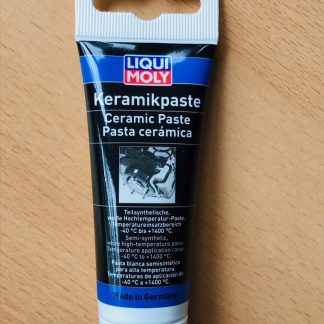 LIQUI
MOLY
Keramikpaste
Ceramic Paste
Pasta cerámica
Teilsynthetische,
weiße Hochtemperatur-Paste.
Temperatureinsatzbereich
-40 °C bis +1400 °C.
Semi-synthetic,
white high-temperature paste.
Temperature application range
-40 °C to +1400 °C.
Pasta blanca semisintética
para alta temperatura.
Temperaturas de aplicación de
-40 °C a +1400 °C.
Made in Germany